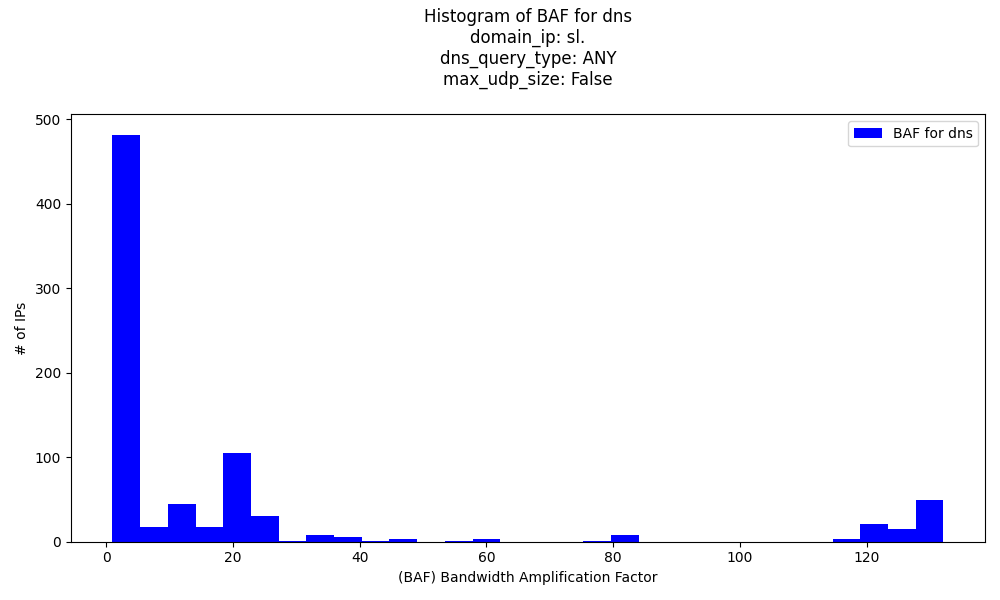 Histogram of BAF for dns
domain_ip: sl.
dns_query_type: ANY
max_udp_size: False
BAF for dns
# of IPs
500
400
300
200
100
0
0 20 40 60 80 100 120
(BAF) Bandwidth Amplification Factor